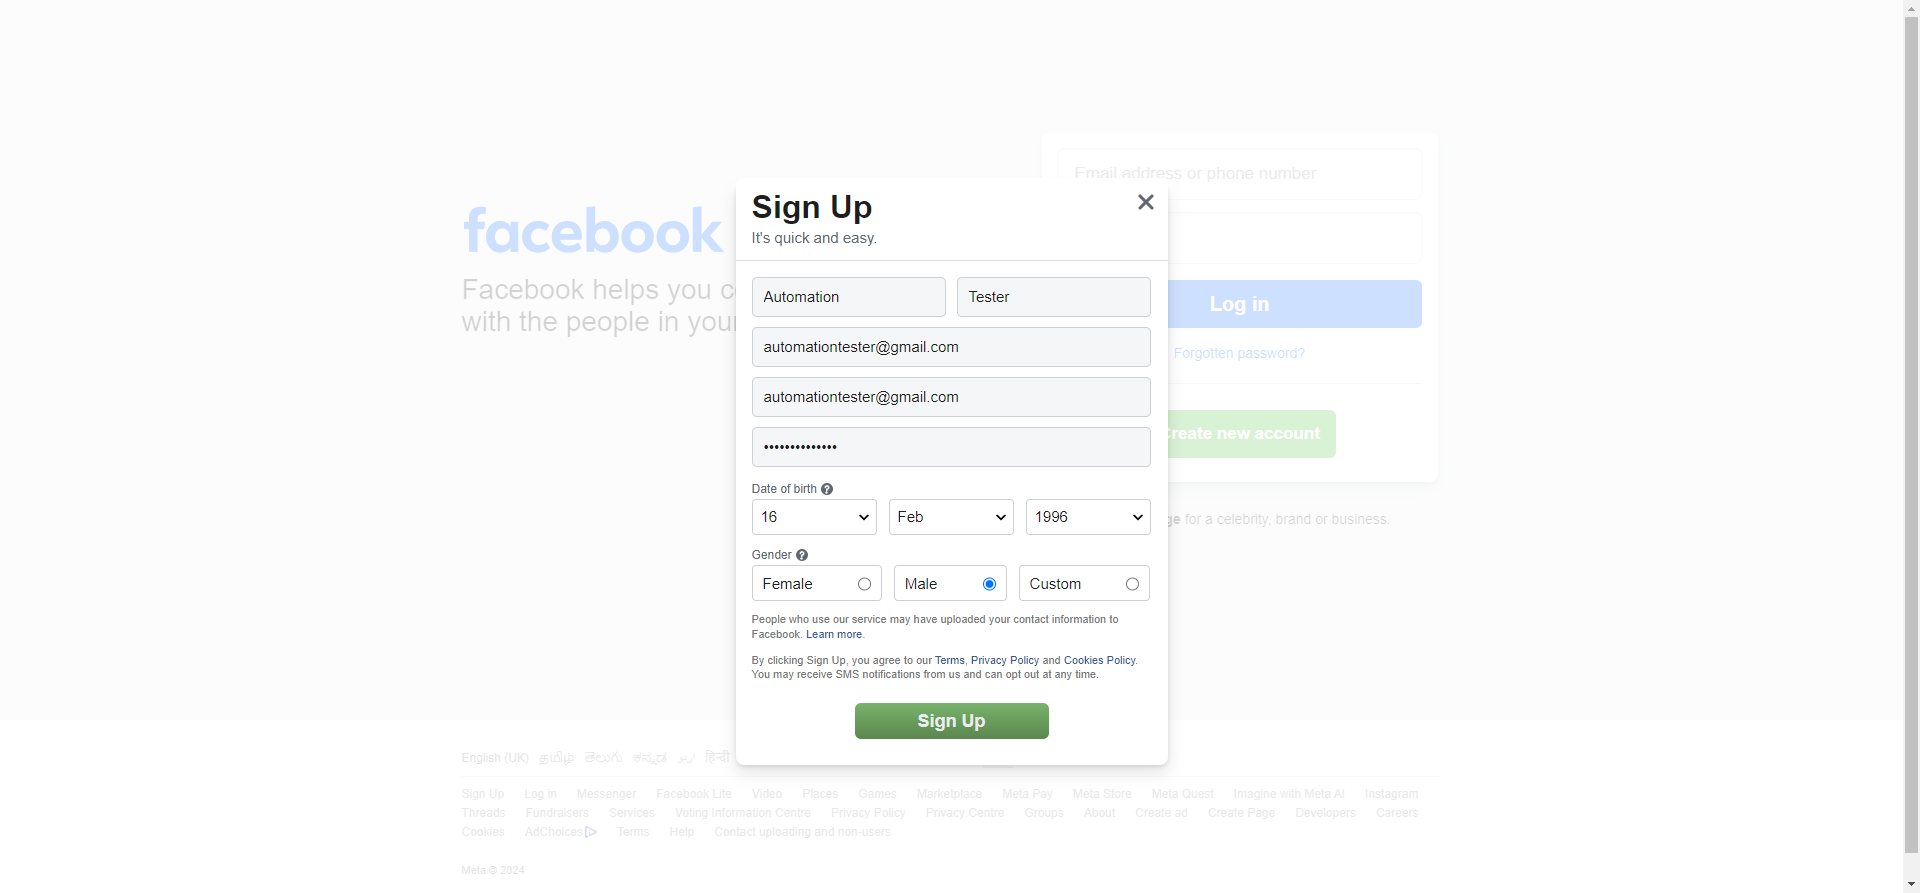 facebook
Facebook helps you c
with the people in your
Email address or phone number
Log in
Forgotten password?
Create new account
ge for a celebrity, brand or business.
Sign Up
It's quick and easy.
Automation
Tester
automationtester@gmail.com
automationtester@gmail.com
••••••••••••••
Date of birth ?
16
Feb
1996
Gender ?
Female
Male
Custom
People who use our service may have uploaded your contact information to
Facebook. Learn more.
By clicking Sign Up, you agree to our Terms, Privacy Policy and Cookies Policy.
You may receive SMS notifications from us and can opt out at any time.
Sign Up
English (UK) தமிழ் తెలుగు ಕನ್ನಡ اردو हिन्दी
Sign Up Log in Messenger Facebook Lite Video Places Games Marketplace Meta Pay Meta Store Meta Quest Imagine with Meta AI Instagram
Threads Fundraisers Services Voting Information Centre Privacy Policy Privacy Centre Groups About Create ad Create Page Developers Careers
Cookies AdChoices Terms Help Contact uploading and non-users
Meta © 2024